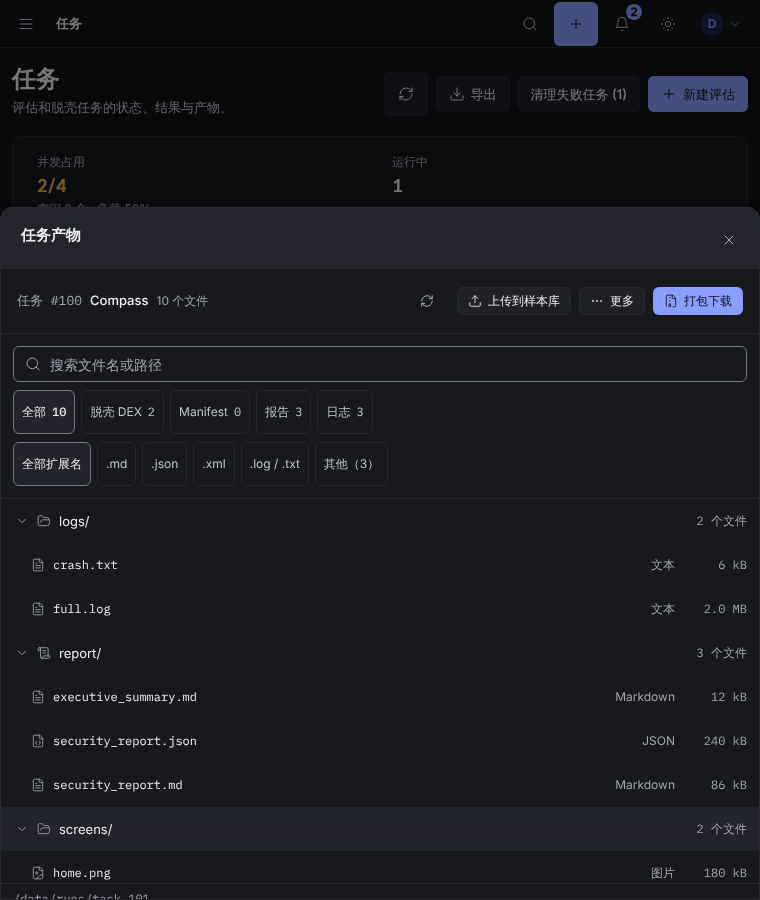 任务
2
D
任务
评估和脱壳任务的状态、结果与产物。
导出
清理失败任务 (1)
新建评估
并发占用
运行中
2/4
1
任务产物
任务 #100 Compass 10 个文件
上传到样本库
更多
打包下载
搜索文件名或路径
全部 10
脱壳 DEX 2
Manifest 0
报告 3
日志 3
全部扩展名
.md
.json
.xml
.log / .txt
其他（3）
logs/ 2 个文件
crash.txt 文本 6 kB
full.log 文本 2.0 MB
report/ 3 个文件
executive_summary.md Markdown 12 kB
security_report.json JSON 240 kB
security_report.md Markdown 86 kB
screens/ 2 个文件
home.png 图片 180 kB
/data/runs/task-101